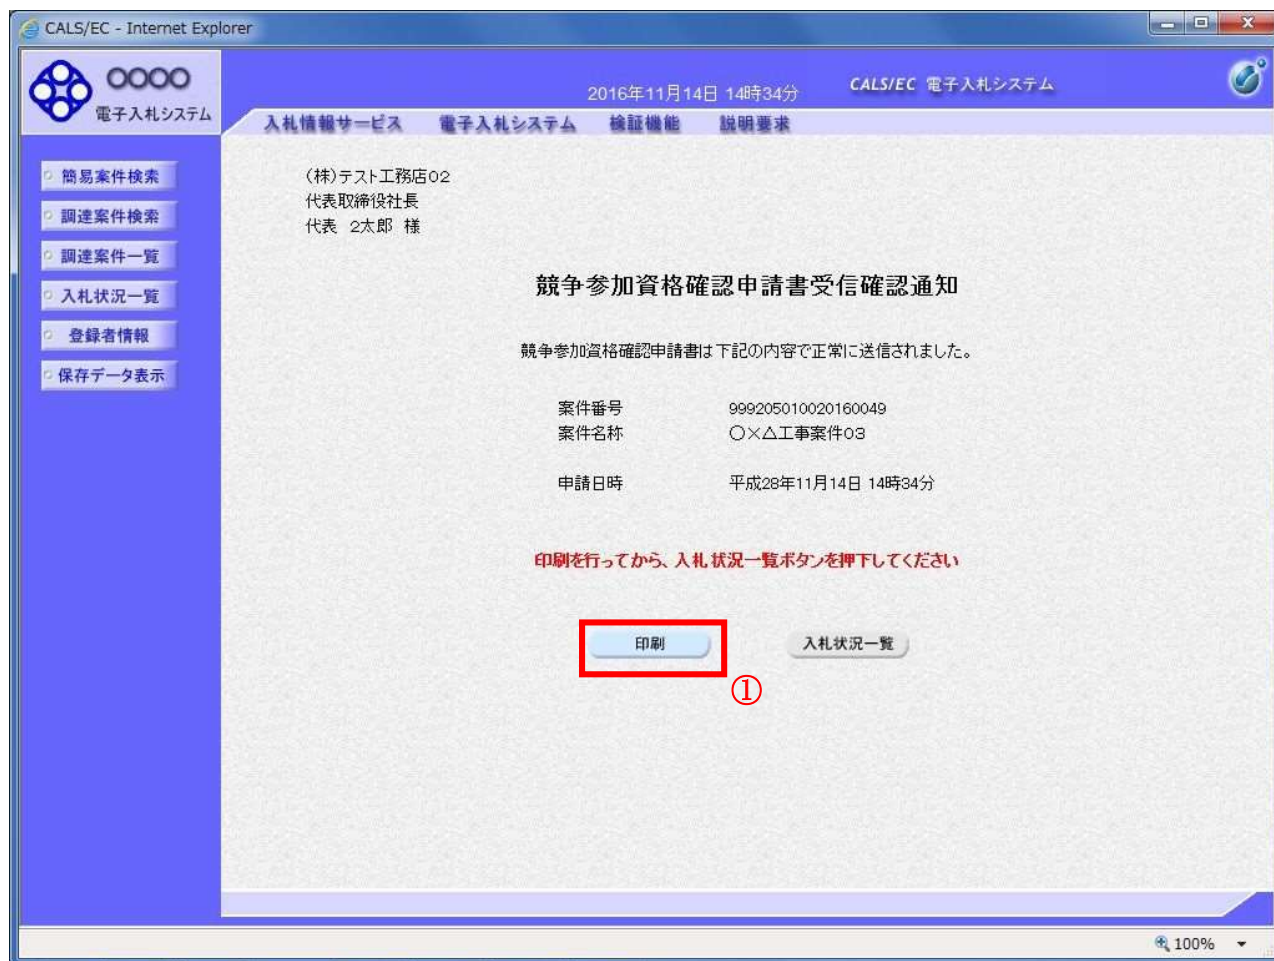 CALS/EC - Internet Explorer
〇〇〇〇
電子入札システム
2016年11月14日 14時34分
CALS/EC 電子入札システム
入札情報サービス 電子入札システム 検証機能 説明要求
簡易案件検索
調達案件検索
調達案件一覧
入札状況一覧
登録者情報
保存データ表示
(株)テスト工務店02
代表取締役社長
代表 2太郎 様
競争参加資格確認申請書受信確認通知
競争参加資格確認申請書は下記の内容で正常に送信されました。
案件番号 999205010020160049
案件名称 〇×△工事案件03
申請日時 平成28年11月14日 14時34分
印刷を行ってから、入札状況一覧ボタンを押下してください
印刷 入札状況一覧
①
100%